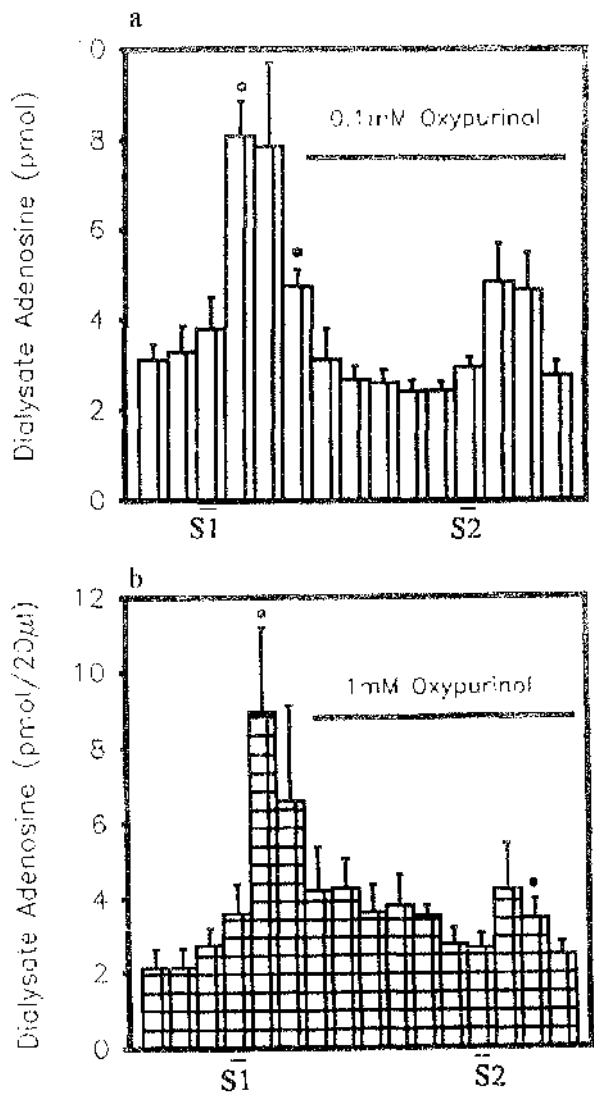 a
Dialysate Adenosine (pmol)
10
8
6
4
2
0
0.1mM Oxypurinol
S1
S2
b
Dialysate Adenosine (pmol/20μl)
12
10
8
6
4
2
0
1mM Oxypurinol
S1
S2